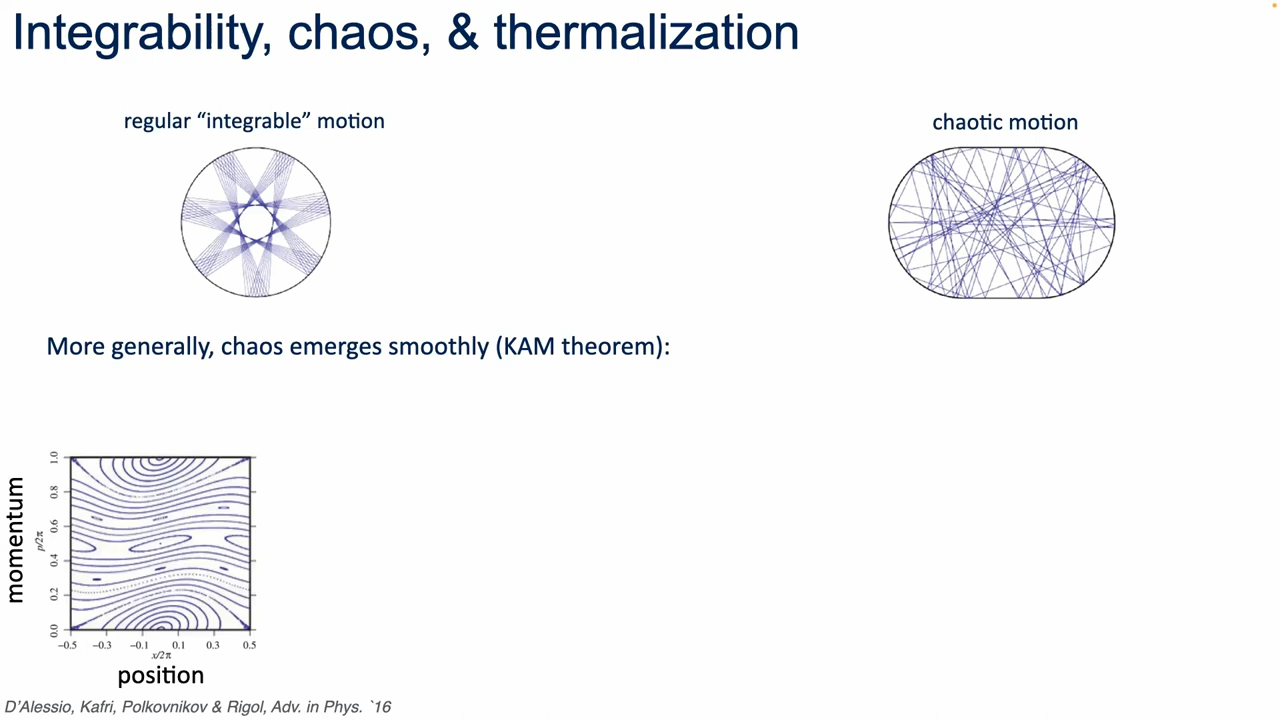 Integrability, chaos, & thermalization
regular “integrable” motion
chaotic motion
More generally, chaos emerges smoothly (KAM theorem):
momentum
p/2π
1.0
0.8
0.6
0.4
0.2
0.0
−0.5 −0.3 −0.1 0.1 0.3 0.5
x/2π
position
D’Alessio, Kafri, Polkovnikov & Rigol, Adv. in Phys. `16